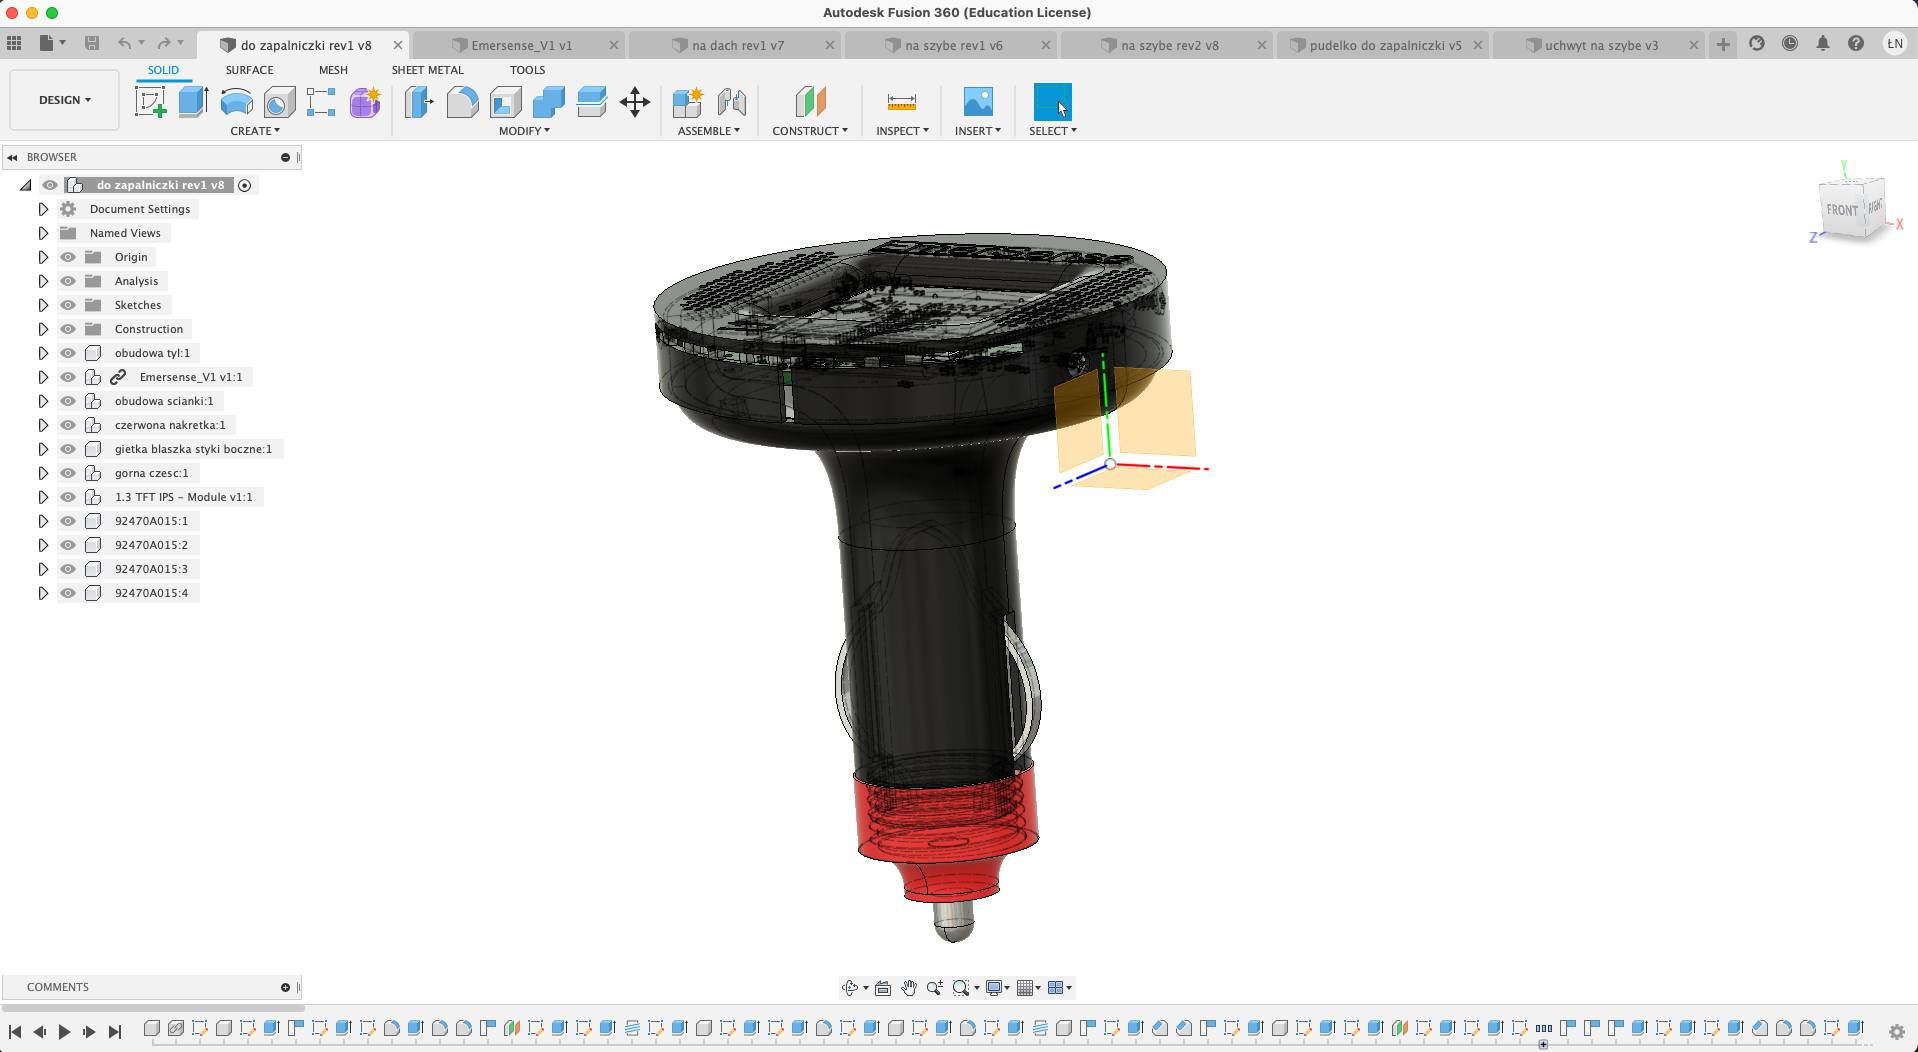 Autodesk Fusion 360 (Education License)
do zapalniczki rev1 v8
Emersense_V1 v1
na dach rev1 v7
na szybe rev1 v6
na szybe rev2 v8
pudelko do zapalniczki v5
uchwyt na szybe v3
ŁN
SOLID
SURFACE
MESH
SHEET METAL
TOOLS
DESIGN
CREATE
MODIFY
ASSEMBLE
CONSTRUCT
INSPECT
INSERT
SELECT
BROWSER
do zapalniczki rev1 v8
Document Settings
Named Views
Origin
Analysis
Sketches
Construction
obudowa tyl:1
Emersense_V1 v1:1
obudowa scianki:1
czerwona nakretka:1
gietka blaszka styki boczne:1
gorna czesc:1
1.3 TFT IPS - Module v1:1
92470A015:1
92470A015:2
92470A015:3
92470A015:4
Emersense
Y
FRONT
RIGHT
X
Z
COMMENTS